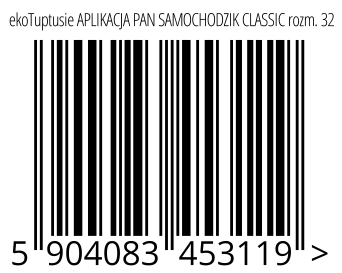 ekoTuptusie APLIKACJA PAN SAMOCHODZIK CLASSIC rozm. 32
5 904083 453119 >